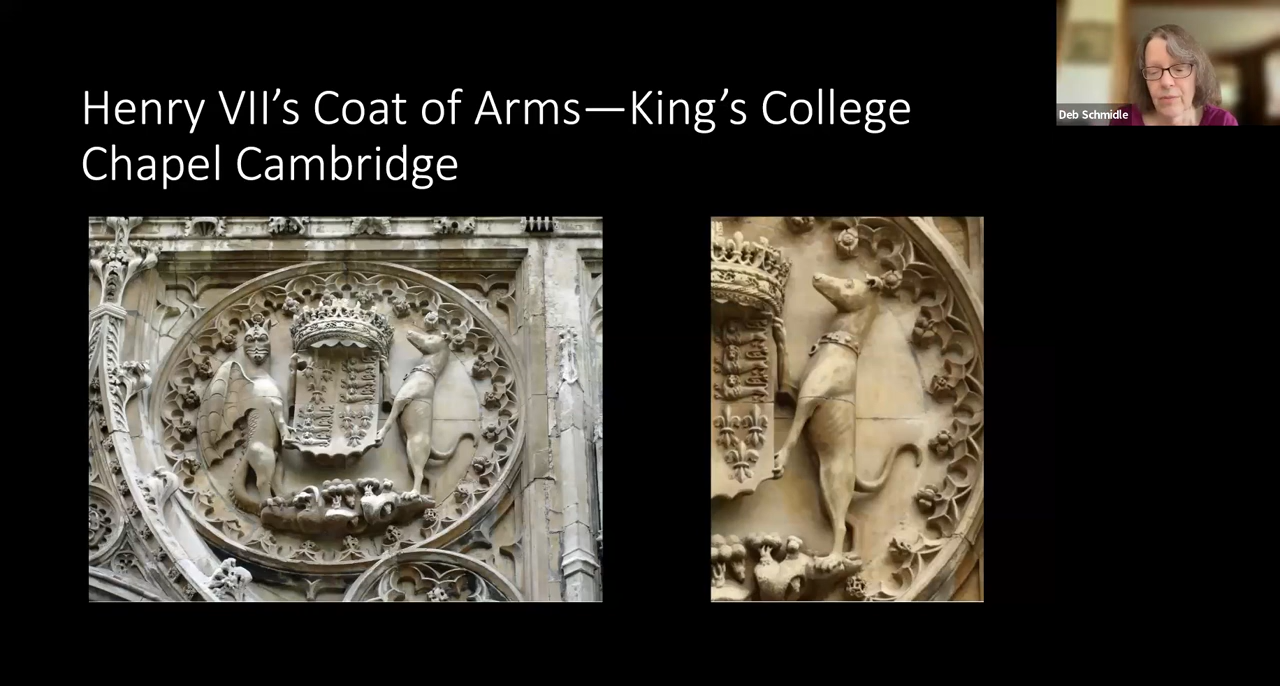 Henry VII’s Coat of Arms—King’s College
Chapel Cambridge
Deb Schmidle